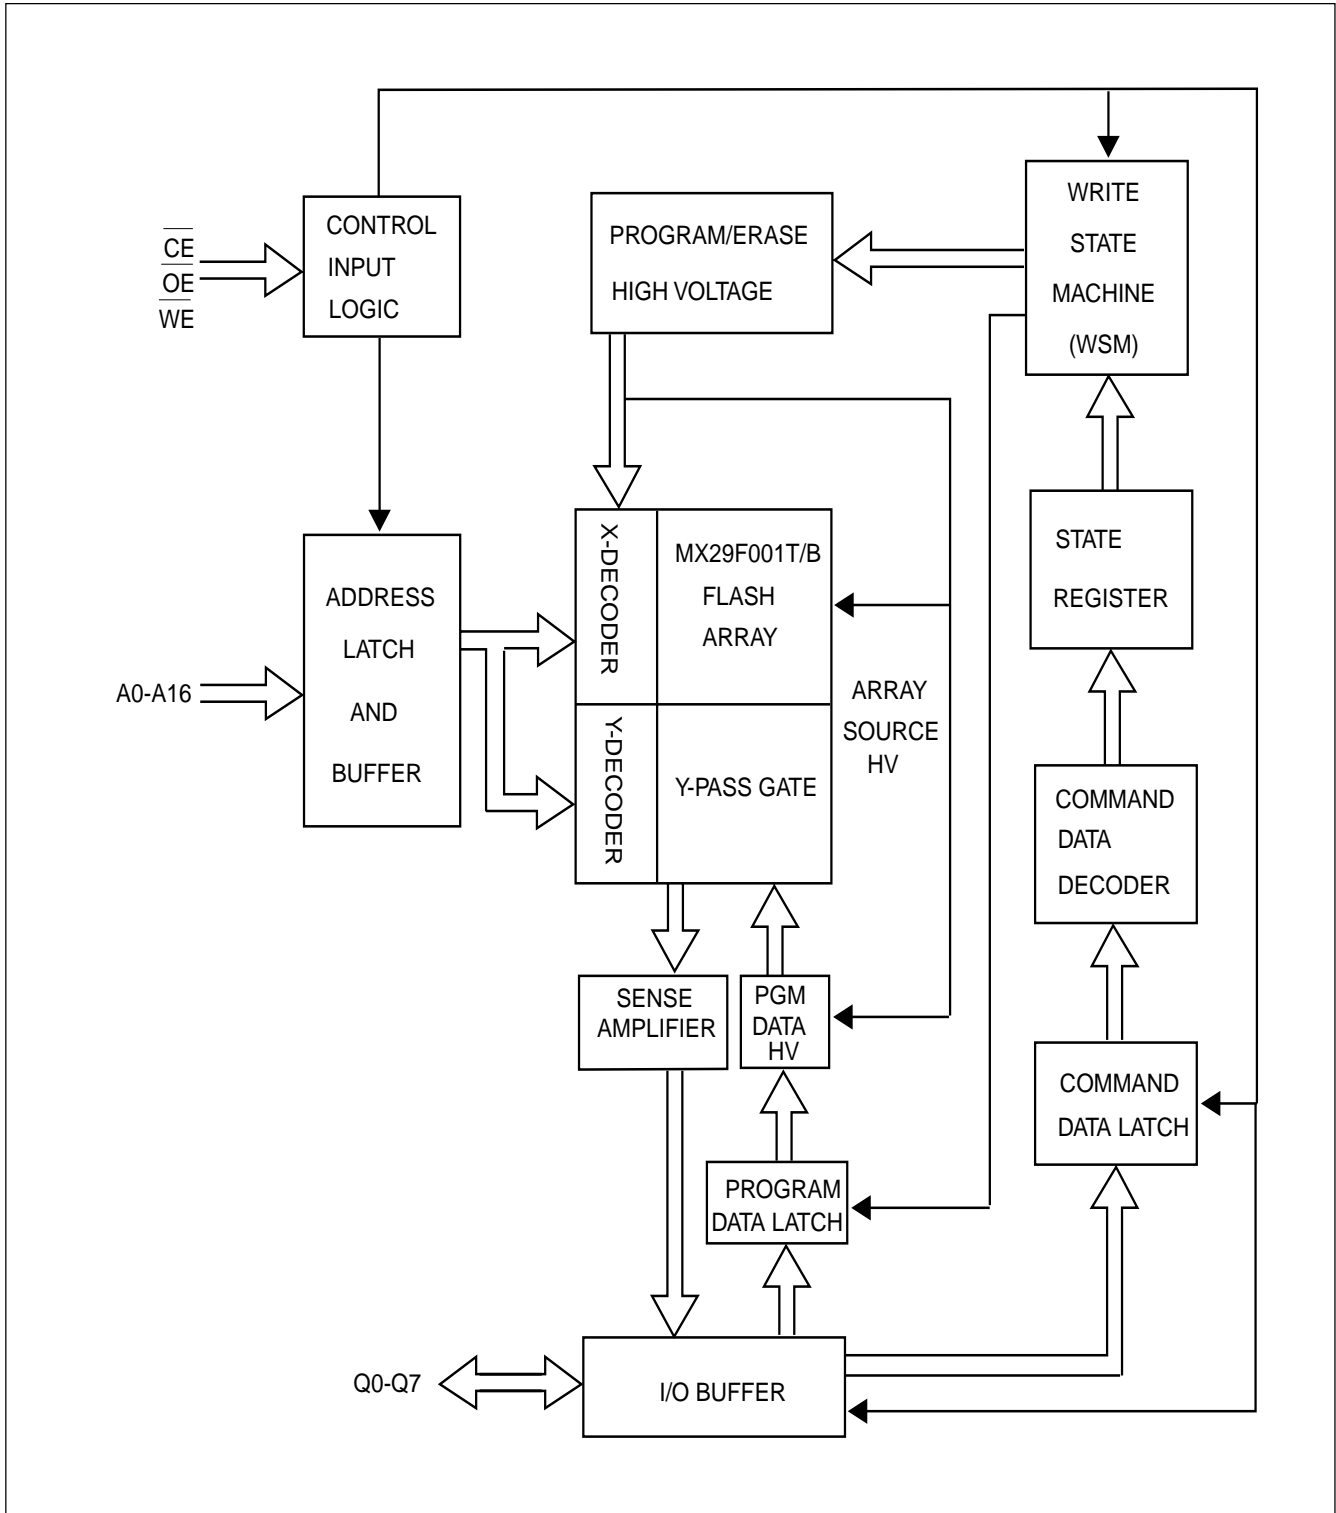 CE
OE
WE
CONTROL
INPUT
LOGIC
PROGRAM/ERASE
HIGH VOLTAGE
WRITE
STATE
MACHINE
(WSM)
A0-A16
ADDRESS
LATCH
AND
BUFFER
X-DECODER
MX29F001T/B
FLASH
ARRAY
Y-DECODER
Y-PASS GATE
ARRAY
SOURCE
HV
STATE
REGISTER
COMMAND
DATA
DECODER
SENSE
AMPLIFIER
PGM
DATA
HV
COMMAND
DATA LATCH
PROGRAM
DATA LATCH
Q0-Q7
I/O BUFFER